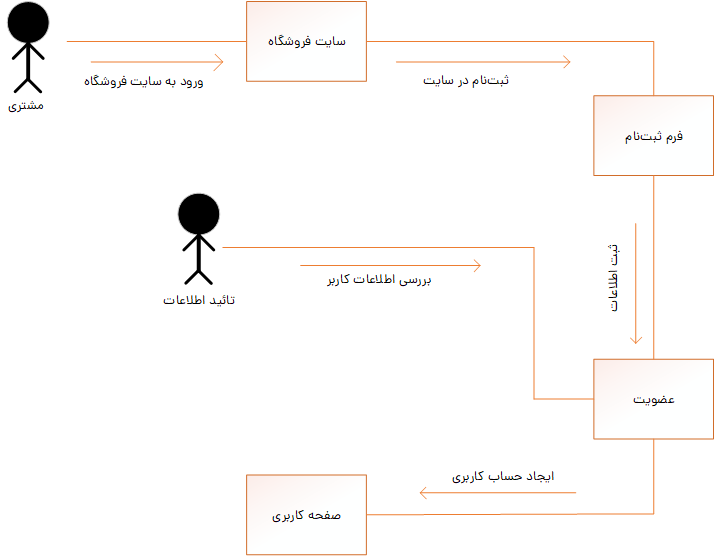 سایت فروشگاه
مشتری
ورود به سایت فروشگاه
ثبت‌نام در سایت
فرم ثبت‌نام
ثبت اطلاعات
تائید اطلاعات
بررسی اطلاعات کاربر
عضویت
ایجاد حساب کاربری
صفحه کاربری